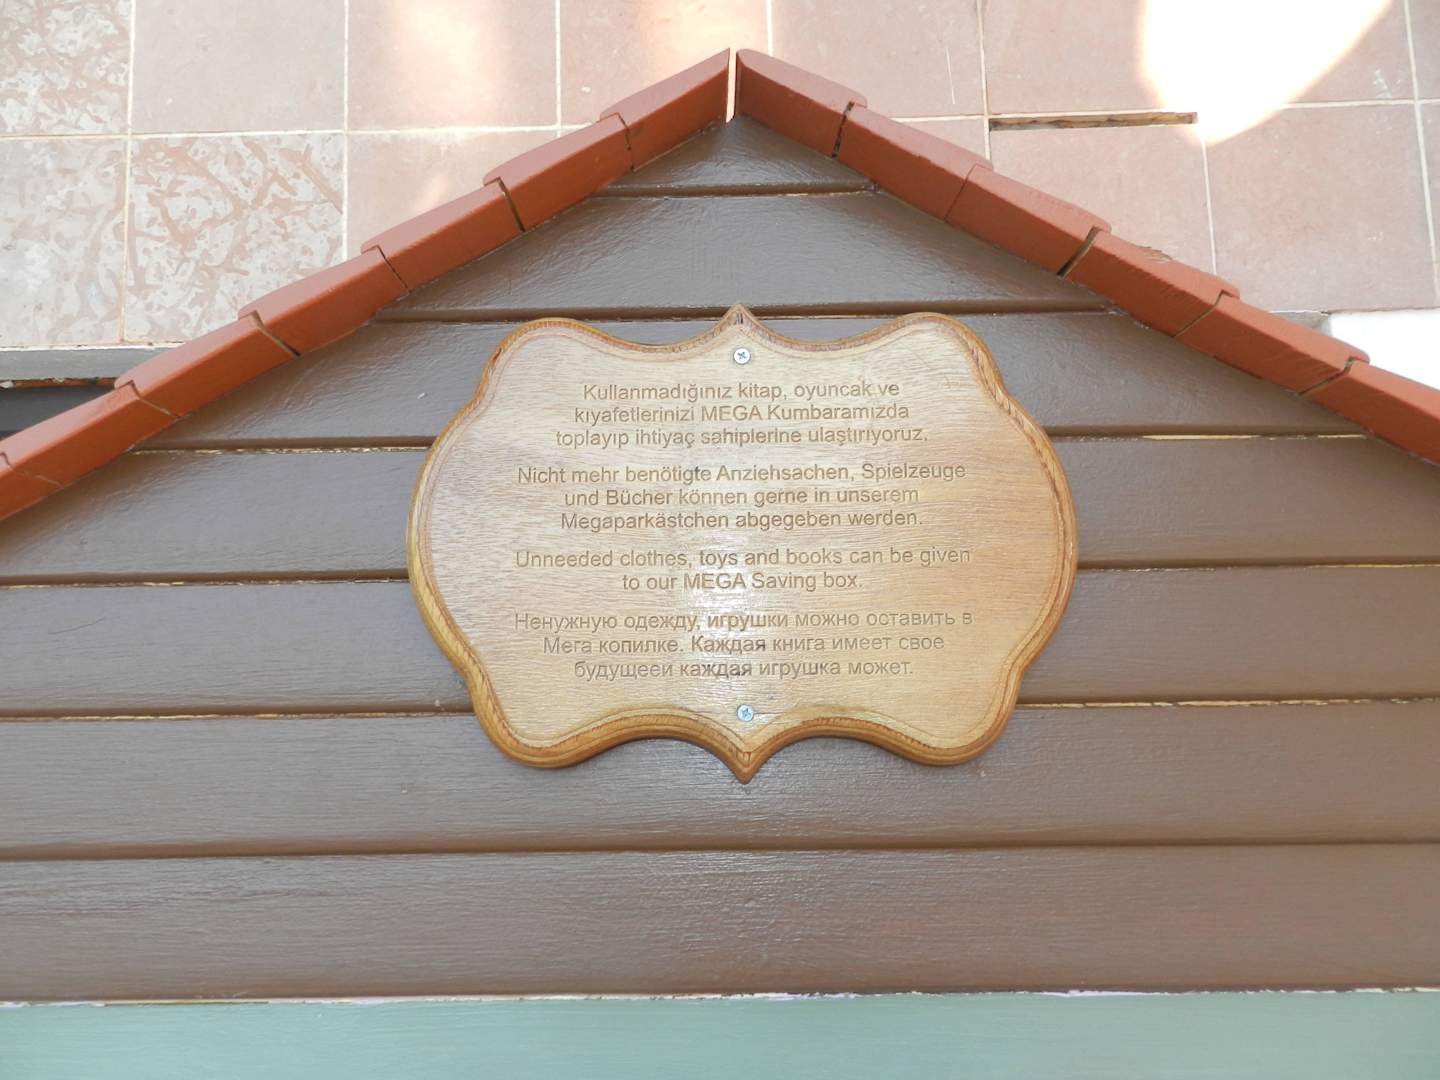 Kullanmadığınız kitap, oyuncak ve
kıyafetlerinizi MEGA Kumbaramızda
toplayıp ihtiyaç sahiplerine ulaştırıyoruz.
Nicht mehr benötigte Anziehsachen, Spielzeuge
und Bücher können gerne in unserem
Megaparkästchen abgegeben werden.
Unneeded clothes, toys and books can be given
to our MEGA Saving box.
Ненужную одежду, игрушки можно оставить в
Мега копилке. Каждая книга имеет свое
будущееи каждая игрушка может.